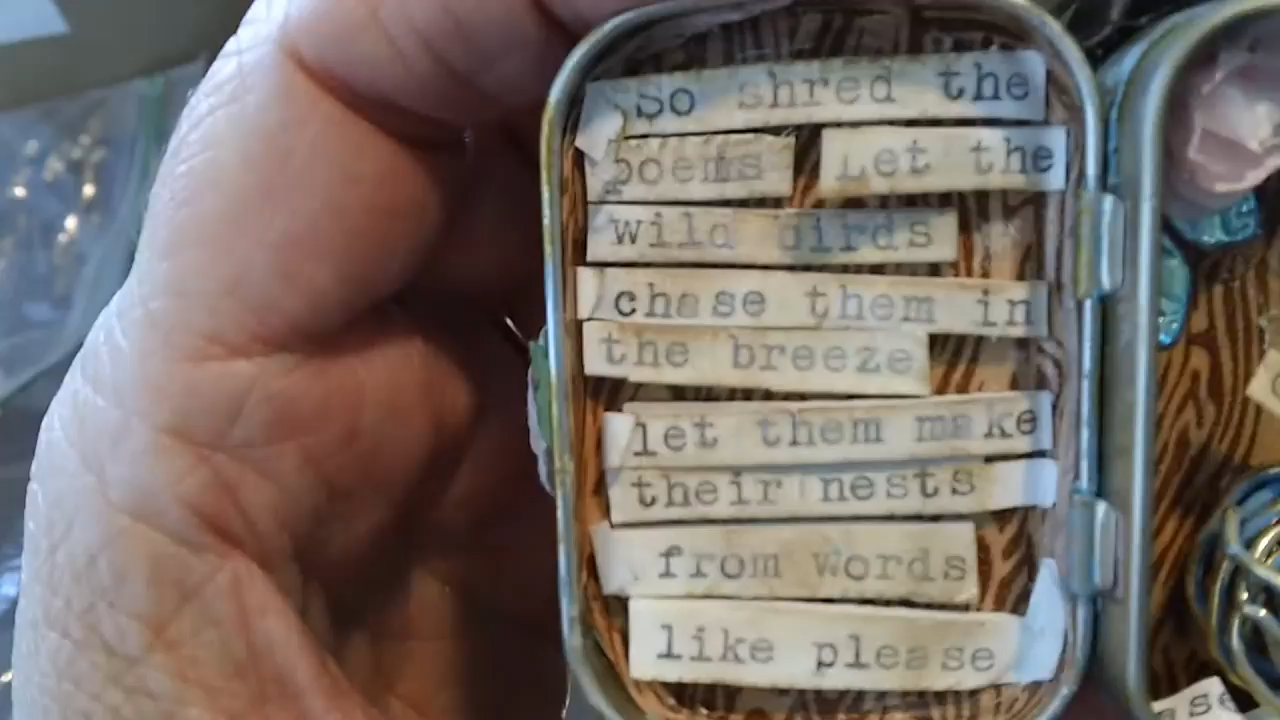 So shred the
poems Let the
wild birds
chase them in
the breeze
let them make
their nests
from words
like please